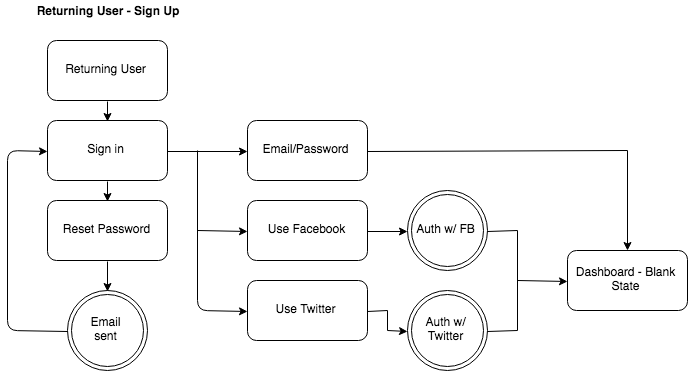 Returning User - Sign Up
Returning User
Sign in
Email/Password
Reset Password
Use Facebook
Auth w/ FB
Dashboard - Blank
State
Email
sent
Use Twitter
Auth w/
Twitter